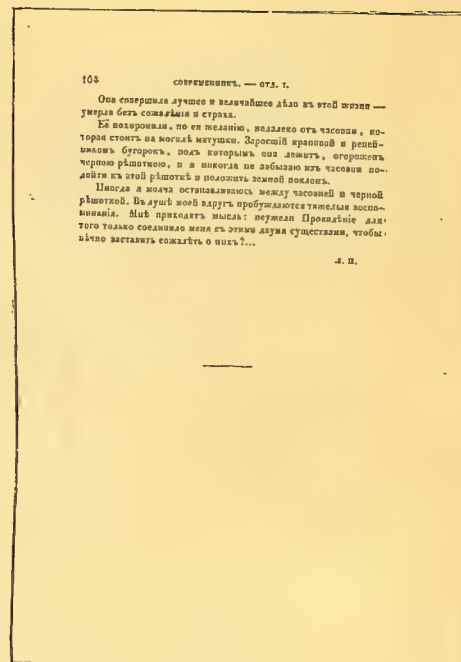 104
СОВРЕМЕННИКЪ. — ОТД. I.
Она совершила лучшее и величайшее дѣло въ этой жизни —
умерла безъ сожалѣнія и страха.
Её похоронили, по ея желанію, недалеко отъ часовни, ко-
торая стоитъ на могилѣ матушки. Заросшій крапивой и репей-
никомъ бугорокъ, подъ которымъ она лежитъ, огороженъ
черною рѣшоткою, и я никогда не забываю изъ часовни по-
дойти къ этой рѣшоткѣ и положить земной поклонъ.
Иногда я молча останавливаюсь между часовней и черной
рѣшоткой. Въ душѣ моей вдругъ пробуждаются тяжелыя воспо-
минанія. Мнѣ приходитъ мысль: неужели Провидѣніе для
того только соединило меня съ этими двумя существами, чтобы
вѣчно заставить сожалѣть о нихъ?...
Л. Н.